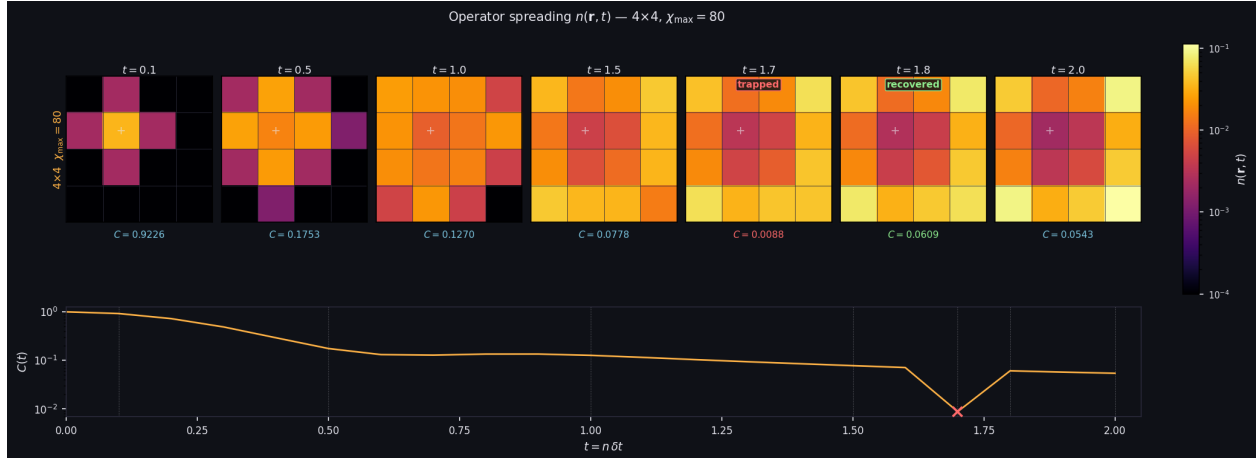 Operator spreading n(r, t) — 4×4, χmax = 80
t = 0.1 t = 0.5 t = 1.0 t = 1.5 t = 1.7 t = 1.8 t = 2.0
trapped recovered
4×4 χmax = 80
C = 0.9226 C = 0.1753 C = 0.1270 C = 0.0778 C = 0.0088 C = 0.0609 C = 0.0543
10⁻¹
10⁻²
10⁻³
10⁻⁴
n(r, t)
10⁰
10⁻¹
10⁻²
C(t)
0.00 0.25 0.50 0.75 1.00 1.25 1.50 1.75 2.00
t = n δt